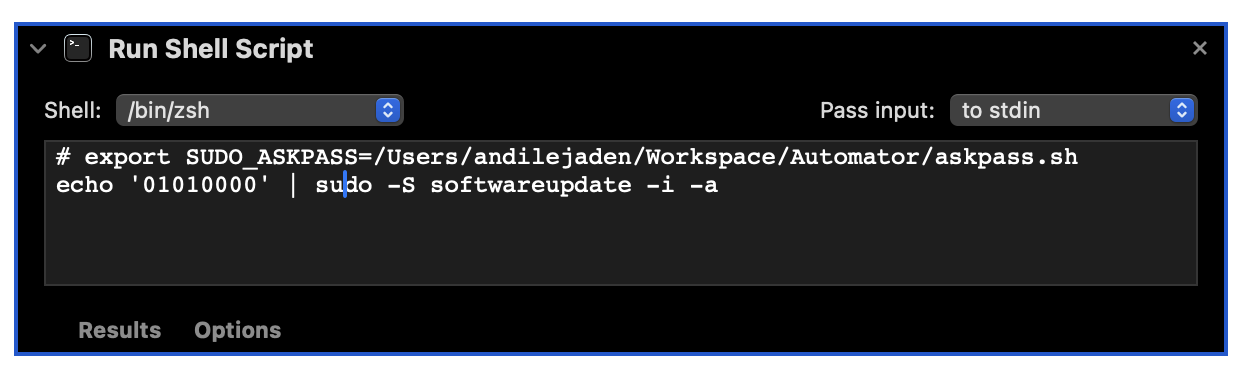 Run Shell Script
Shell: /bin/zsh Pass input: to stdin
# export SUDO_ASKPASS=/Users/andilejaden/Workspace/Automator/askpass.sh
echo '01010000' | sudo -S softwareupdate -i -a
Results Options